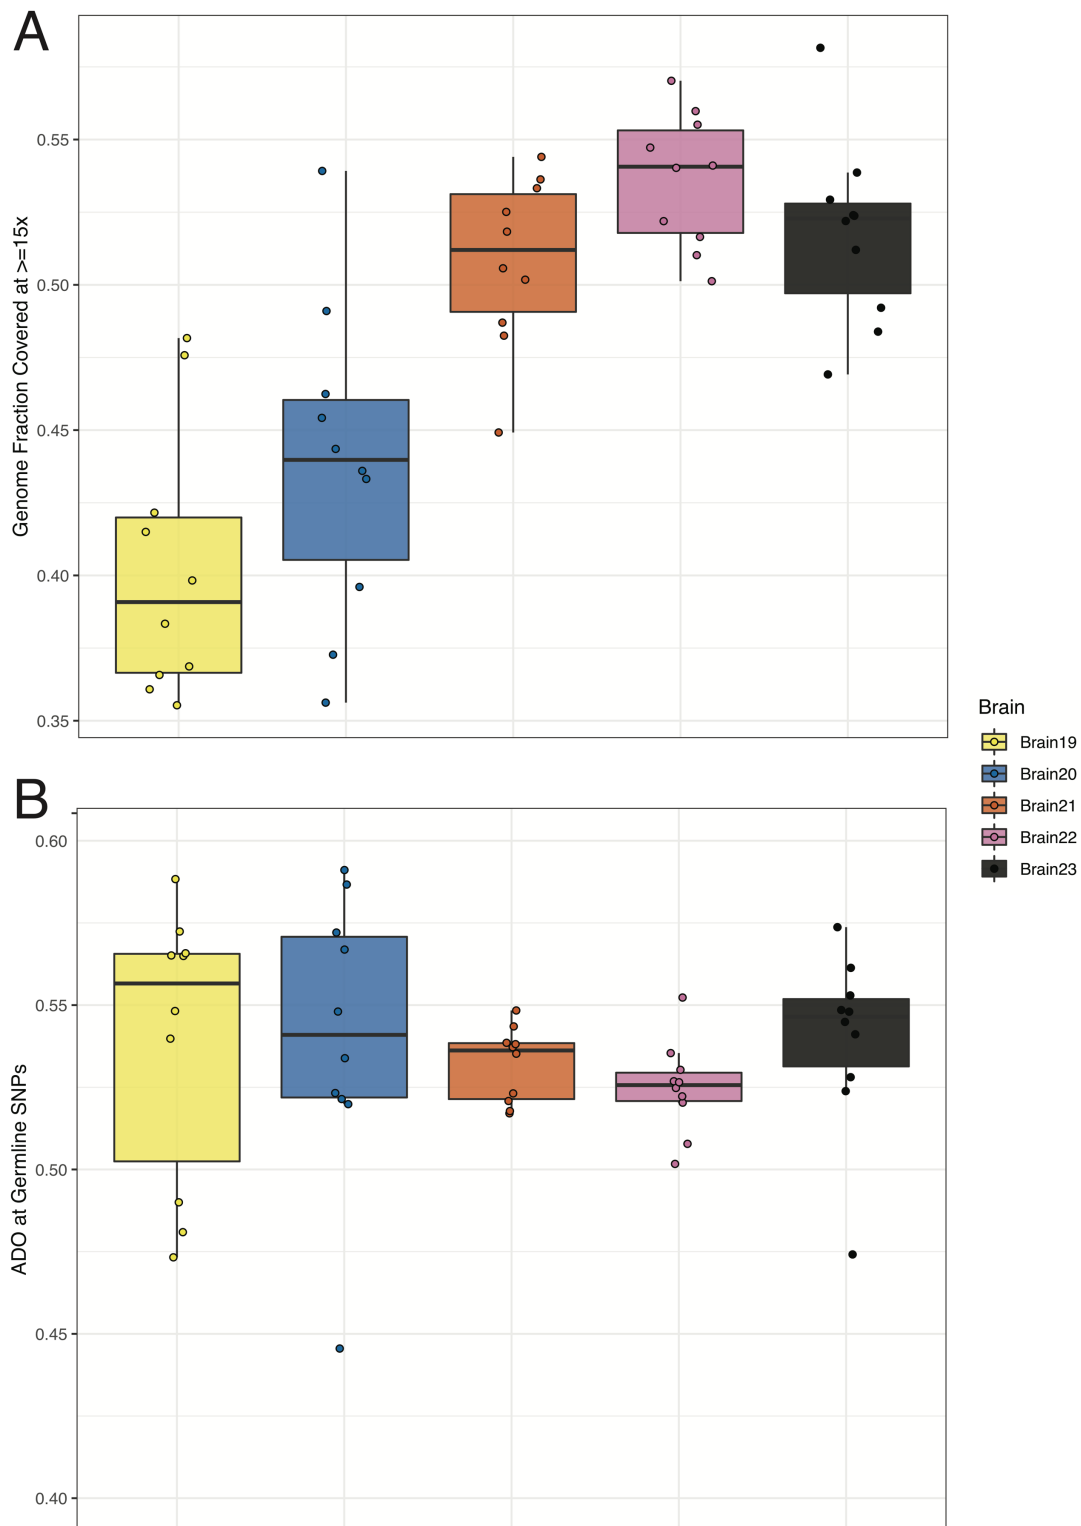 A
Genome Fraction Covered at >=15x
0.55
0.50
0.45
0.40
0.35
Brain
Brain19
Brain20
Brain21
Brain22
Brain23
B
ADO at Germline SNPs
0.60
0.55
0.50
0.45
0.40